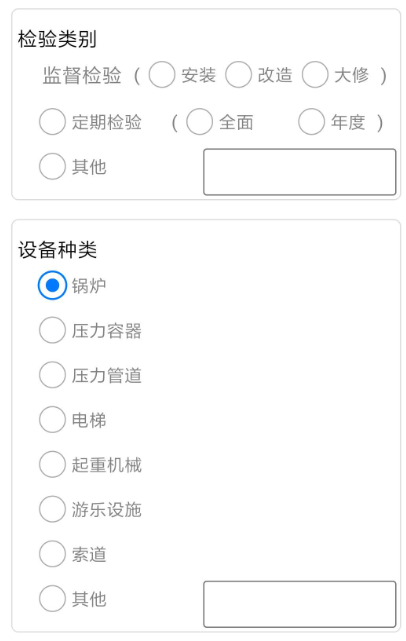 检验类别
监督检验（ 安装 改造 大修 ）
定期检验 （ 全面 年度 ）
其他
设备种类
锅炉
压力容器
压力管道
电梯
起重机械
游乐设施
索道
其他